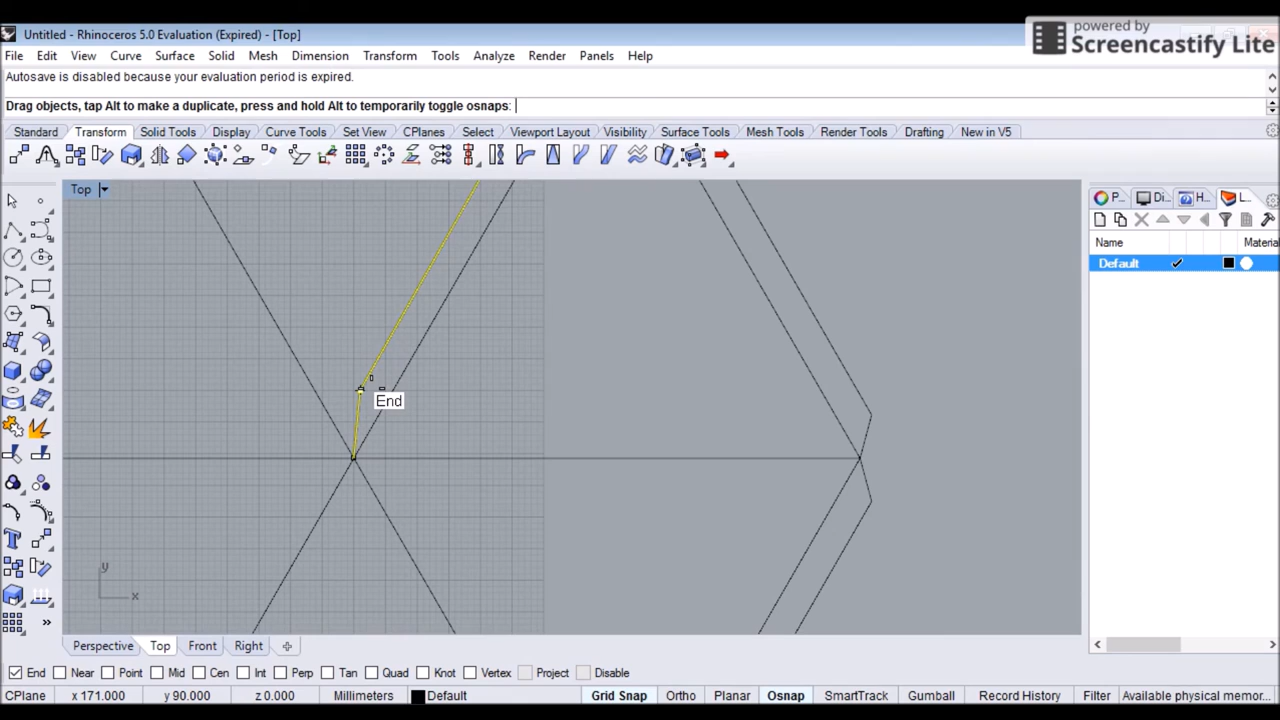 Untitled - Rhinoceros 5.0 Evaluation (Expired) - [Top]
powered by
Screencastify Lite
File Edit View Curve Surface Solid Mesh Dimension Transform Tools Analyze Render Panels Help
Autosave is disabled because your evaluation period is expired.
Drag objects, tap Alt to make a duplicate, press and hold Alt to temporarily toggle osnaps:
Standard Transform Solid Tools Display Curve Tools Set View CPlanes Select Viewport Layout Visibility Surface Tools Mesh Tools Render Tools Drafting New in V5
Top
P... Di... H... L...
Name Materia
Default
End
y
x
Perspective Top Front Right
End Near Point Mid Cen Int Perp Tan Quad Knot Vertex Project Disable
CPlane x 171.000 y 90.000 z 0.000 Millimeters Default Grid Snap Ortho Planar Osnap SmartTrack Gumball Record History Filter Available physical memor...